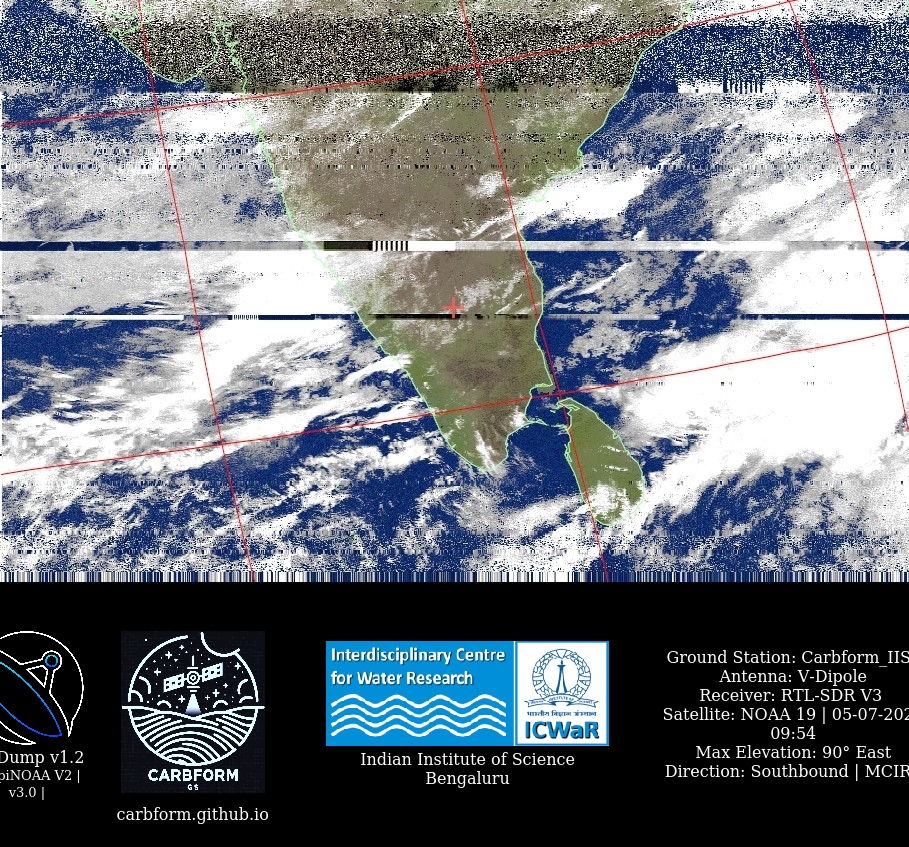 Dump v1.2
piNOAA V2 |
v3.0 |
CARBFORM
GS
carbform.github.io
Interdisciplinary Centre
for Water Research
भारतीय विज्ञान संस्थान
ICWaR
Indian Institute of Science
Bengaluru
Ground Station: Carbform_IIS
Antenna: V-Dipole
Receiver: RTL-SDR V3
Satellite: NOAA 19 | 05-07-202
09:54
Max Elevation: 90° East
Direction: Southbound | MCIR